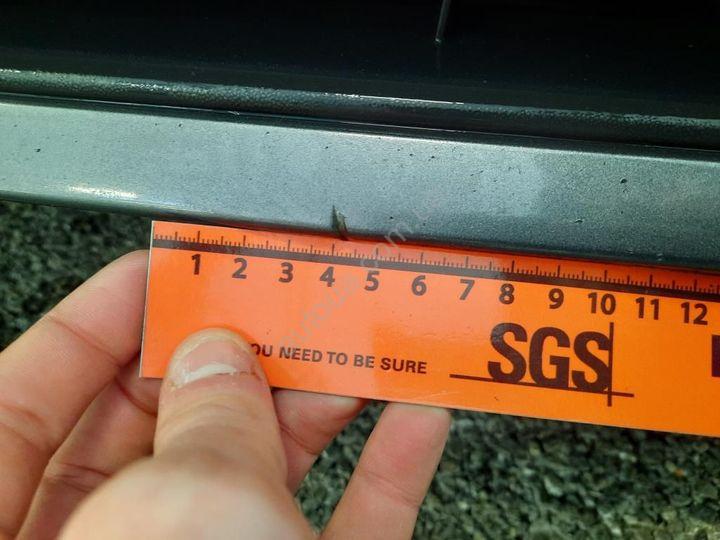 1 2 3 4 5 6 7 8 9 10 11 12
OU NEED TO BE SURE
SGS